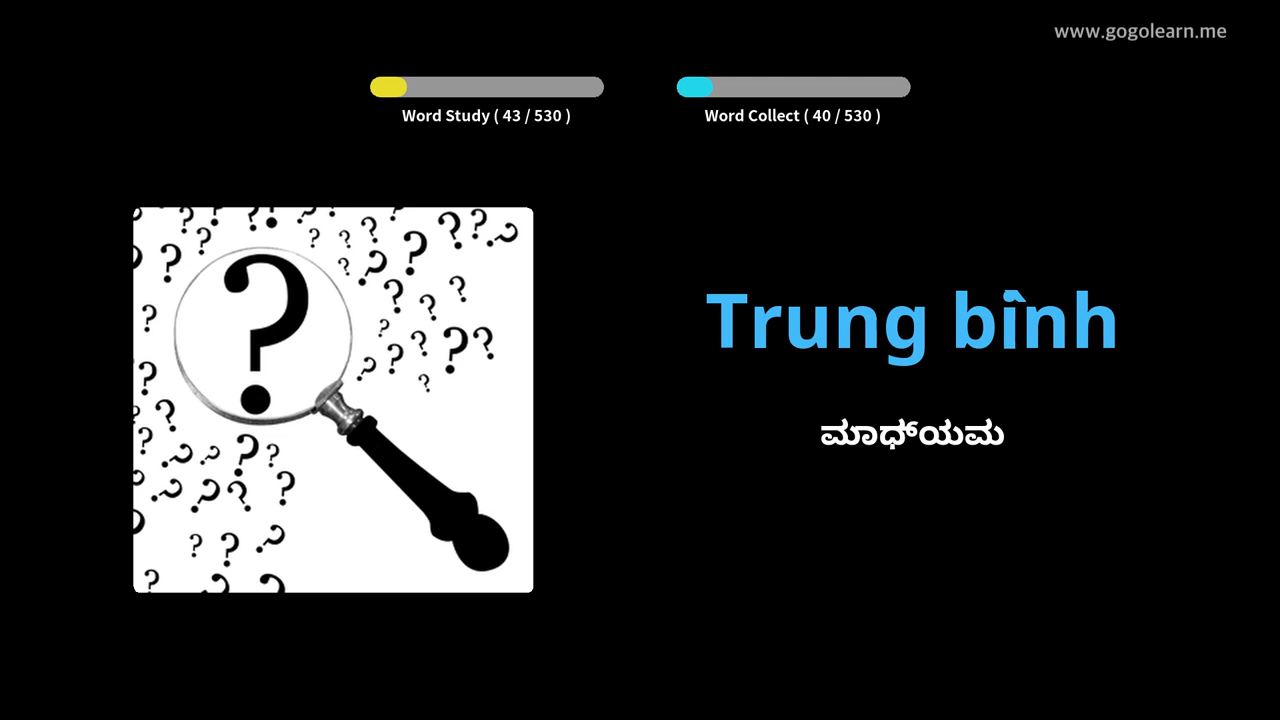 www.gogolearn.me
Word Study ( 43 / 530 )
Word Collect ( 40 / 530 )
Trung bình
ಮಾಧ್ಯಮ